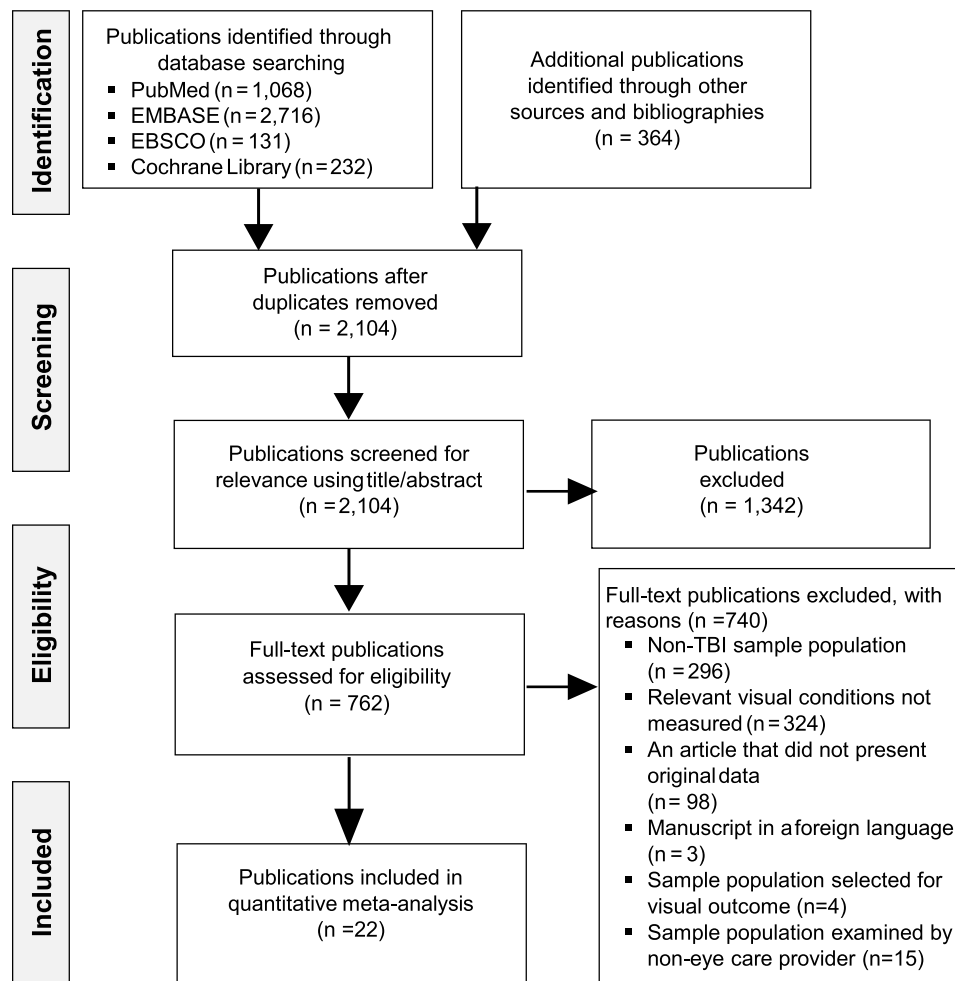 Identification
Publications identified through
database searching
▪ PubMed (n = 1,068)
▪ EMBASE (n = 2,716)
▪ EBSCO (n = 131)
▪ Cochrane Library (n = 232)
Additional publications
identified through other
sources and bibliographies
(n = 364)
Screening
Publications after
duplicates removed
(n = 2,104)
Publications screened for
relevance using title/abstract
(n = 2,104)
Publications
excluded
(n = 1,342)
Eligibility
Full-text publications
assessed for eligibility
(n = 762)
Full-text publications excluded, with
reasons (n =740)
▪ Non-TBI sample population
(n = 296)
▪ Relevant visual conditions not
measured (n = 324)
▪ An article that did not present
original data
(n = 98)
▪ Manuscript in a foreign language
(n = 3)
▪ Sample population selected for
visual outcome (n=4)
▪ Sample population examined by
non-eye care provider (n=15)
Included
Publications included in
quantitative meta-analysis
(n =22)